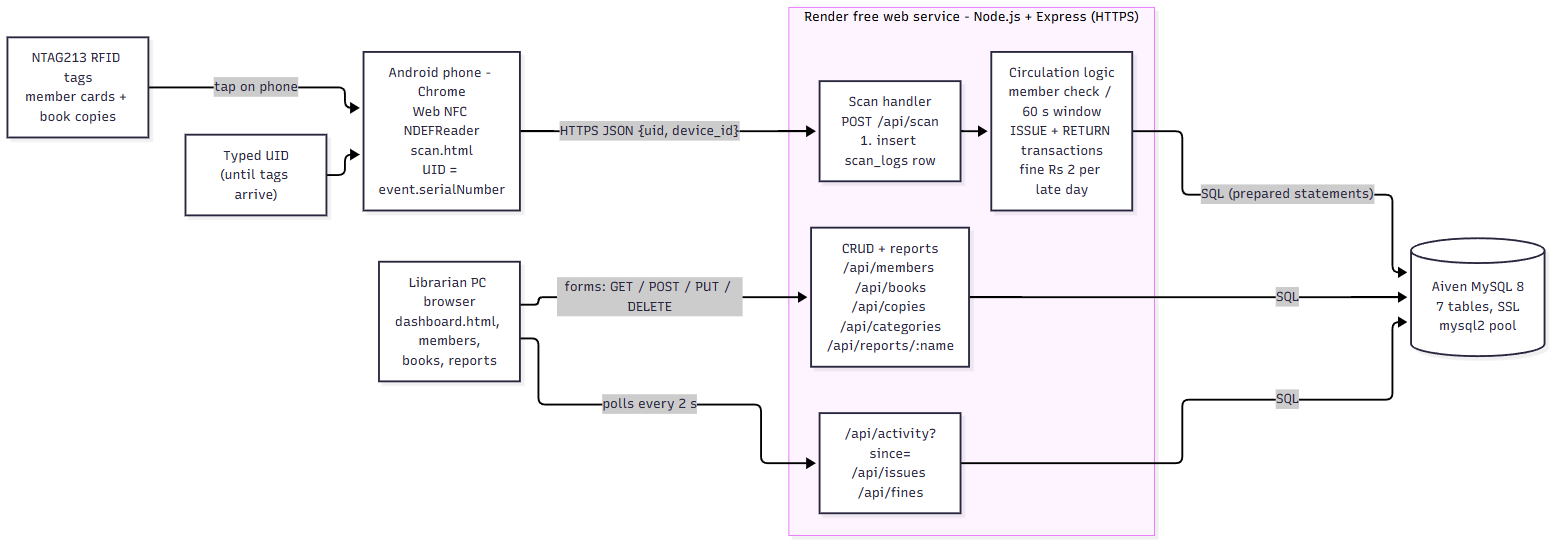 Render free web service - Node.js + Express (HTTPS)
NTAG213 RFID
tags
member cards +
book copies
tap on phone
Typed UID
(until tags
arrive)
Android phone -
Chrome
Web NFC
NDEFReader
scan.html
UID =
event.serialNumber
HTTPS JSON {uid, device_id}
Scan handler
POST /api/scan
1. insert
scan_logs row
Circulation logic
member check /
60 s window
ISSUE + RETURN
transactions
fine Rs 2 per
late day
SQL (prepared statements)
Librarian PC
browser
dashboard.html,
members,
books, reports
forms: GET / POST / PUT /
DELETE
CRUD + reports
/api/members
/api/books
/api/copies
/api/categories
/api/reports/:name
SQL
Aiven MySQL 8
7 tables, SSL
mysql2 pool
polls every 2 s
/api/activity?
since=
/api/issues
/api/fines
SQL